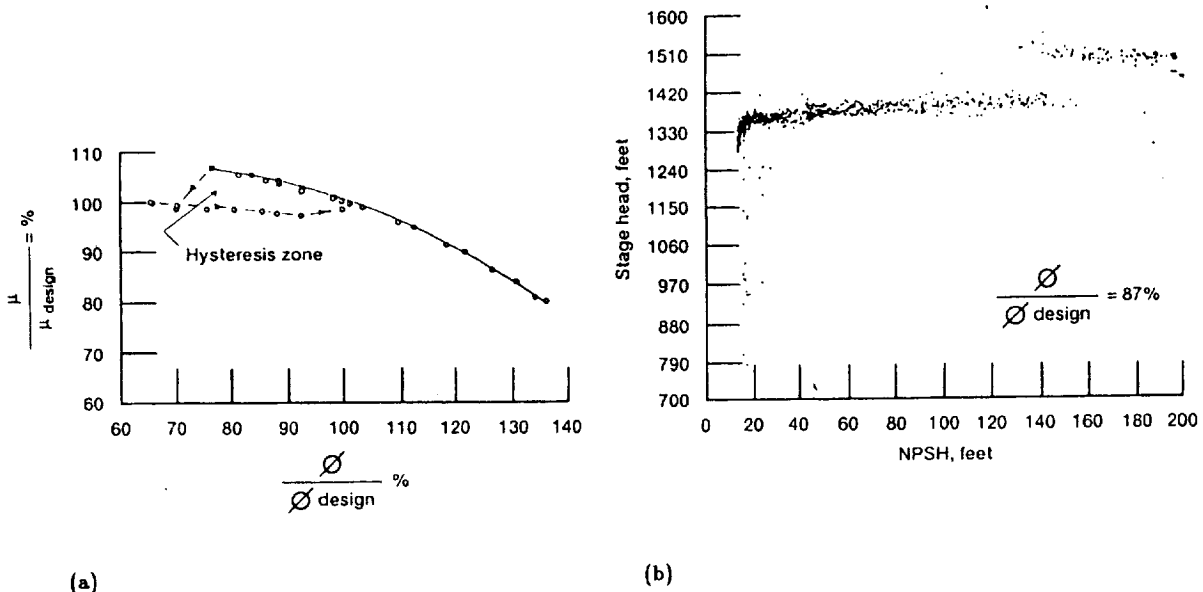 110
100
90
80
70
60
μ
μ design
= %
Hysteresis zone
60 70 80 90 100 110 120 130 140
Ø
Ø design
%
(a)
1600
1510
1420
1330
1240
1150
1060
970
880
790
700
Stage head, feet
Ø
Ø design
= 87%
0 20 40 60 80 100 120 140 160 180 200
NPSH, feet
(b)